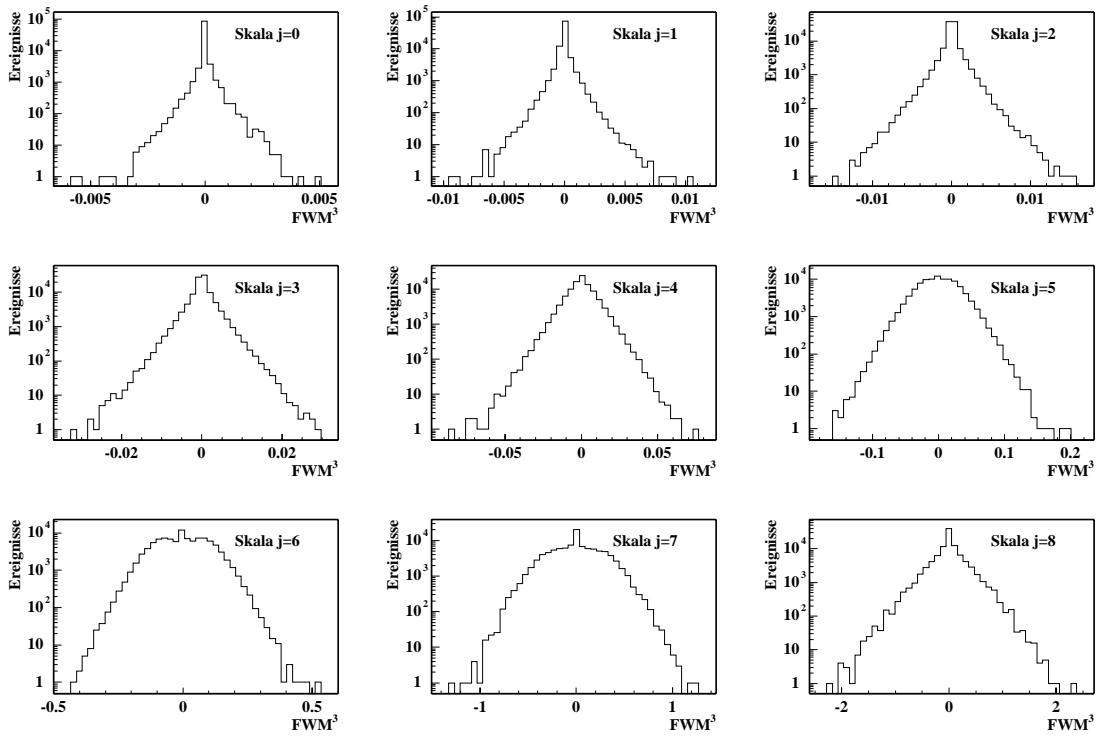 Ereignisse
10^5
10^4
10^3
10^2
10
1
Skala j=0
-0.005 0 0.005
FWM^3
Ereignisse
10^5
10^4
10^3
10^2
10
1
Skala j=1
-0.01 -0.005 0 0.005 0.01
FWM^3
Ereignisse
10^4
10^3
10^2
10
1
Skala j=2
-0.01 0 0.01
FWM^3
Ereignisse
10^4
10^3
10^2
10
1
Skala j=3
-0.02 0 0.02
FWM^3
Ereignisse
10^4
10^3
10^2
10
1
Skala j=4
-0.05 0 0.05
FWM^3
Ereignisse
10^4
10^3
10^2
10
1
Skala j=5
-0.1 0 0.1 0.2
FWM^3
Ereignisse
10^4
10^3
10^2
10
1
Skala j=6
-0.5 0 0.5
FWM^3
Ereignisse
10^4
10^3
10^2
10
1
Skala j=7
-1 0 1
FWM^3
Ereignisse
10^4
10^3
10^2
10
1
Skala j=8
-2 0 2
FWM^3